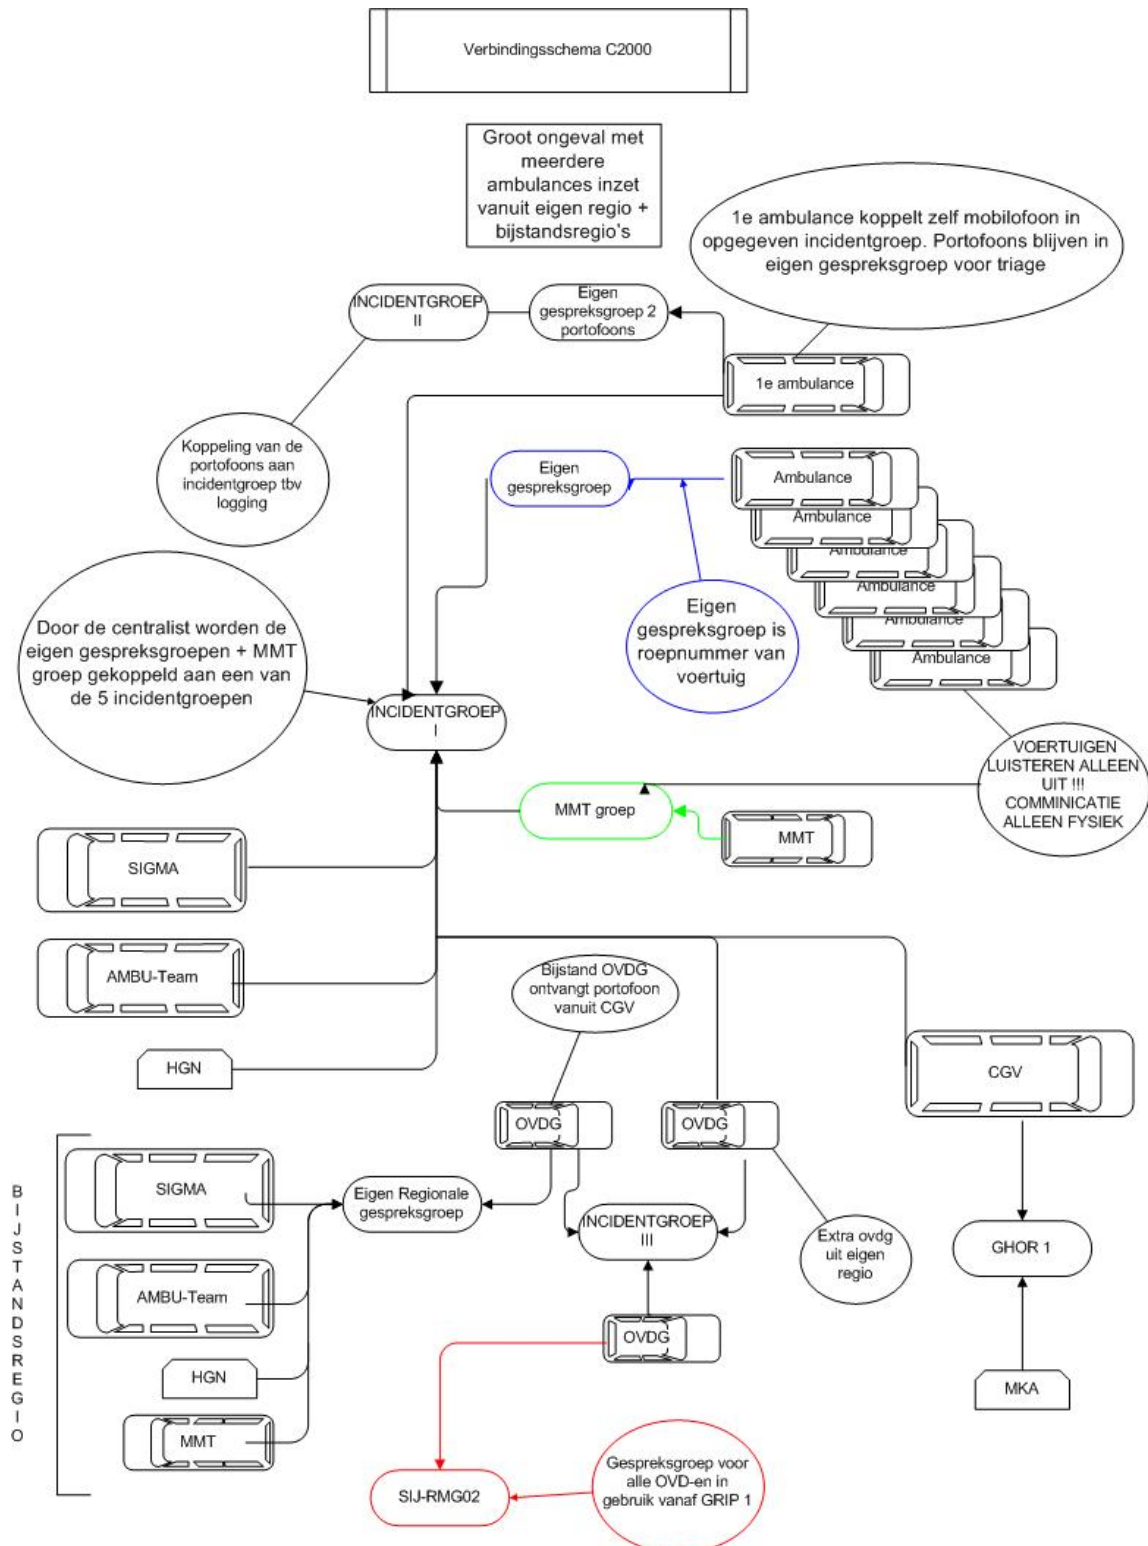 Verbindingsschema C2000
Groot ongeval met
meerdere
ambulances inzet
vanuit eigen regio +
bijstandsregio's
1e ambulance koppelt zelf mobilofoon in
opgegeven incidentgroep. Portofoons blijven in
eigen gespreksgroep voor triage
INCIDENTGROEP
II
Eigen
gespreksgroep 2
portofoons
1e ambulance
Koppeling van de
portofoons aan
incidentgroep tbv
logging
Eigen
gespreksgroep
Ambulance
Ambulance
Ambulance
Ambulance
Ambulance
Ambulance
Eigen
gespreksgroep is
roepnummer van
voertuig
Door de centralist worden de
eigen gespreksgroepen + MMT
groep gekoppeld aan een van
de 5 incidentgroepen
INCIDENTGROEP
I
VOERTUIGEN
LUISTEREN ALLEEN
UIT !!!
COMMINICATIE
ALLEEN FYSIEK
MMT groep
MMT
SIGMA
AMBU-Team
HGN
Bijstand OVDG
ontvangt portofoon
vanuit CGV
CGV
OVDG
OVDG
BIJSTANDSREGIO
SIGMA
Eigen Regionale
gespreksgroep
INCIDENTGROEP
III
Extra ovdg
uit eigen
regio
GHOR 1
AMBU-Team
OVDG
HGN
MKA
MMT
Gespreksgroep voor
alle OVD-en in
gebruik vanaf GRIP 1
SIJ-RMG02